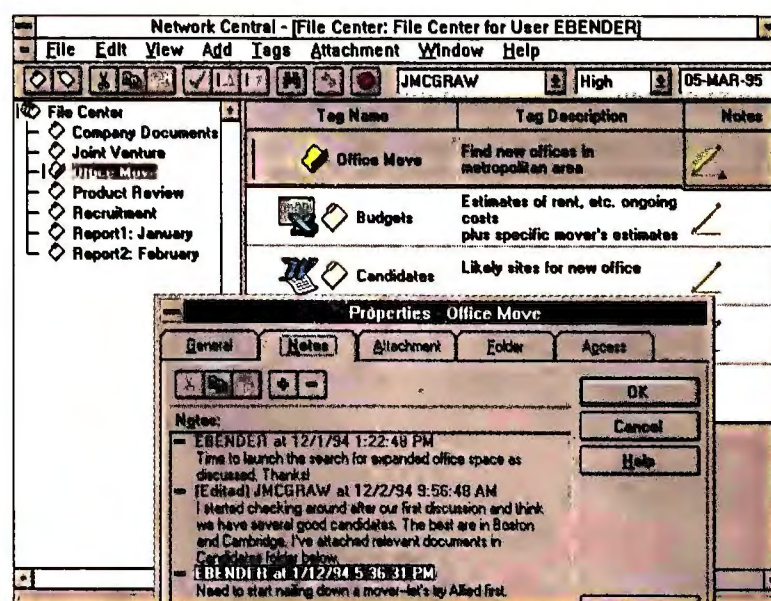 Network Central - [File Center: File Center for User EBENDER]
File Edit View Add Tags Attachment Window Help
JMCGRAW High 05-MAR-95
File Center
Company Documents
Joint Venture
Office Move
Product Review
Recruitment
Report1: January
Report2: February
Tag Name Tag Description Notes
Office Move Find new offices in
metropolitan area
Budgets Estimates of rent, etc. ongoing
costs
plus specific mover's estimates
Candidates Likely sites for new office
Properties - Office Move
General Notes Attachment Folder Access
OK
Cancel
Help
Notes:
EBENDER at 12/1/94 1:22:48 PM
Time to launch the search for expanded office space as
discussed. Thanks!
[Edited] JMCGRAW at 12/2/94 9:56:48 AM
I started checking around after our first discussion and think
we have several good candidates. The best are in Boston
and Cambridge. I've attached relevant documents in
Candidates folder below.
EBENDER at 1/12/94 5:36:31 PM
Need to start nailing down a mover--let's try Allied first.